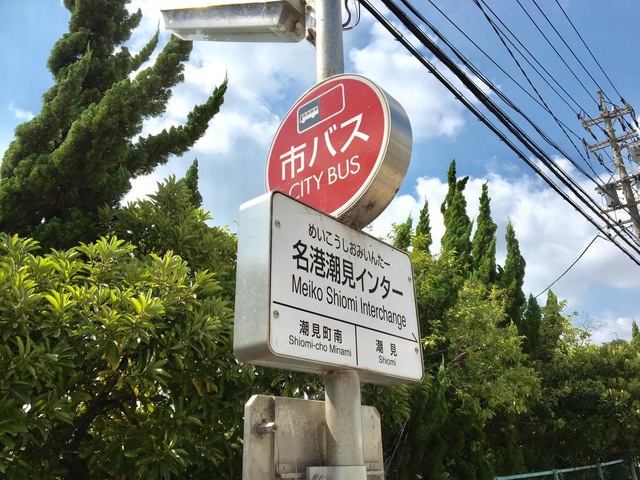 市バス
CITY BUS
めいこうしおみいんたー
名港潮見インター
Meiko Shiomi Interchange
潮見町南
Shiomi-cho Minami
潮見
Shiomi